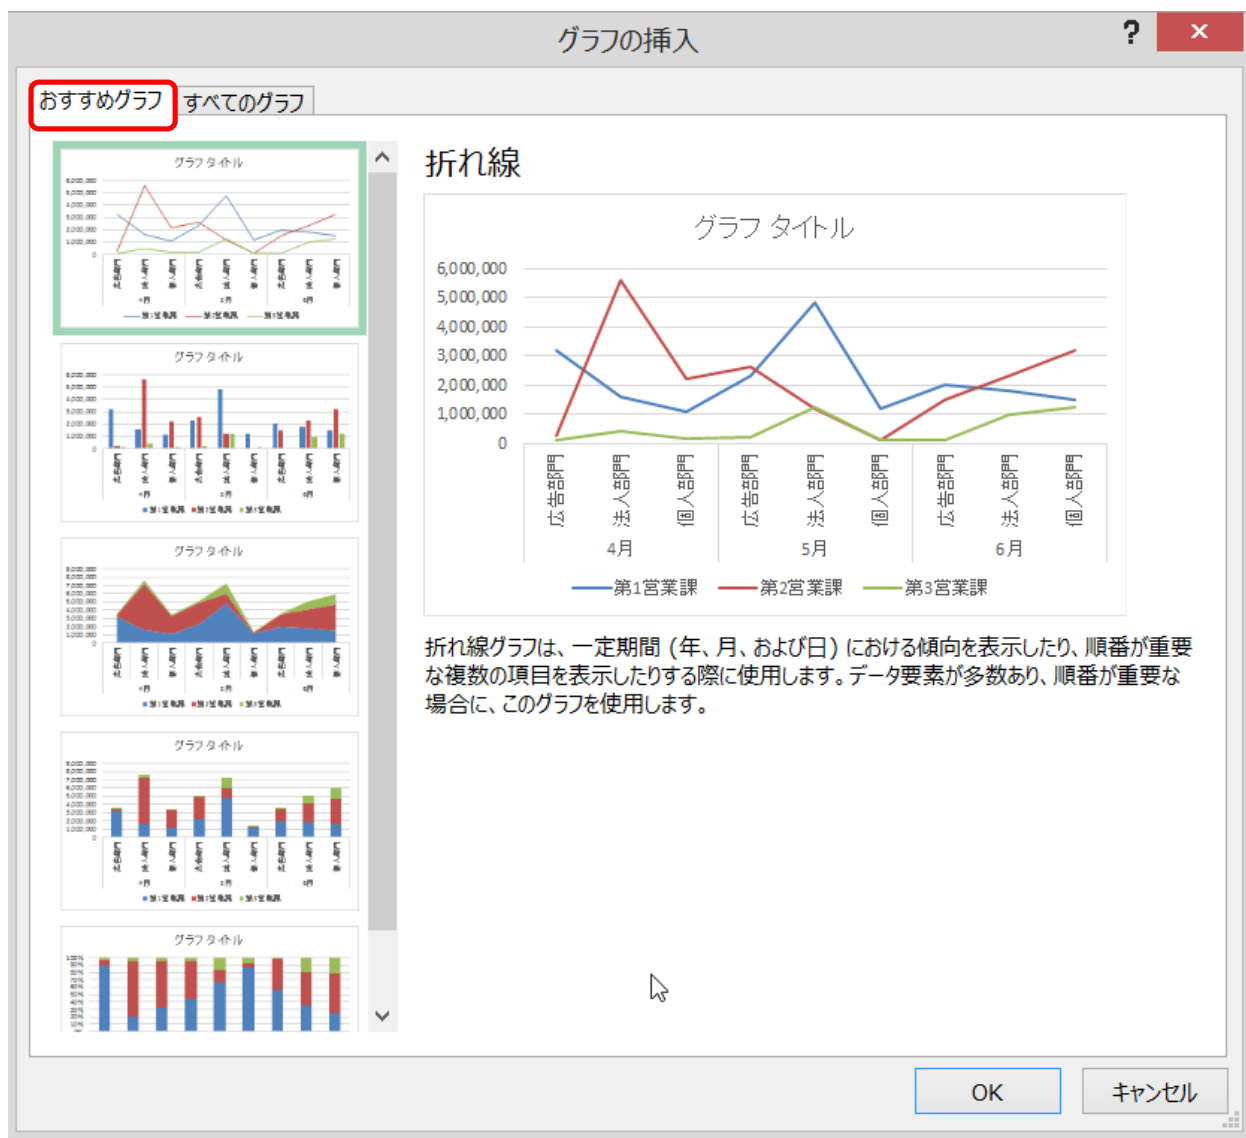 グラフの挿入
?
おすすめグラフ
すべてのグラフ
グラフ タイトル
グラフ タイトル
グラフ タイトル
グラフ タイトル
グラフ タイトル
折れ線
グラフ タイトル
6,000,000
5,000,000
4,000,000
3,000,000
2,000,000
1,000,000
0
広告部門 法人部門 個人部門 広告部門 法人部門 個人部門 広告部門 法人部門 個人部門
4月 5月 6月
第1営業課 第2営業課 第3営業課
折れ線グラフは、一定期間 (年、月、および日) における傾向を表示したり、順番が重要
な複数の項目を表示したりする際に使用します。データ要素が多数あり、順番が重要な
場合に、このグラフを使用します。
OK
キャンセル